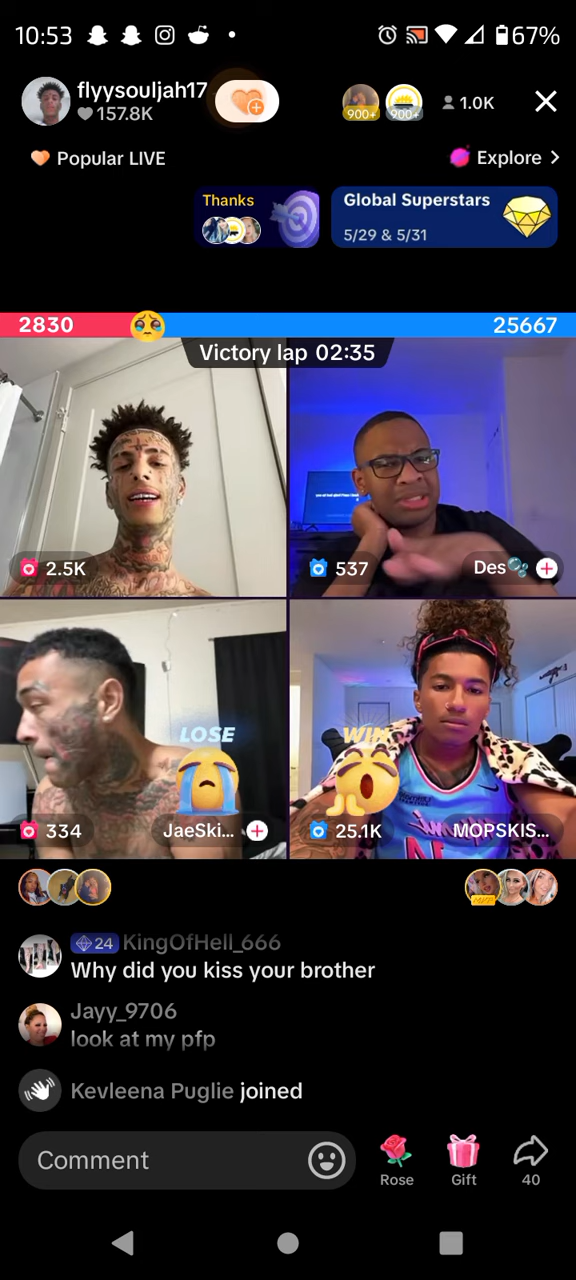 10:53
67%
flyysouljah17
157.8K
900+
900+
1.0K
Popular LIVE
Explore
Thanks
Global Superstars
5/29 & 5/31
2830
25667
Victory lap 02:35
2.5K
537
Des
LOSE
WIN
334
JaeSki...
25.1K
MOPSKIS...
24 KingOfHell_666
Why did you kiss your brother
Jayy_9706
look at my pfp
Kevleena Puglie joined
Comment
Rose
Gift
40